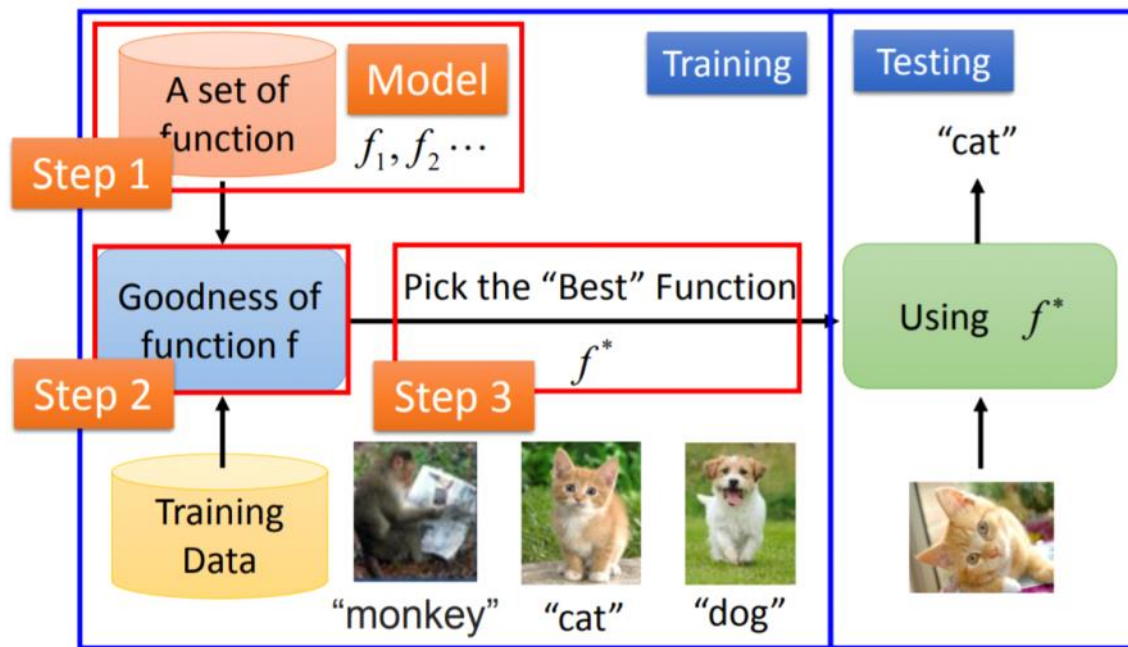 A set of
function
Model
f₁, f₂ ⋯
Step 1
Training
Testing
“cat”
Goodness of
function f
Step 2
Pick the “Best” Function
f*
Step 3
Using f*
Training
Data
“monkey”
“cat”
“dog”